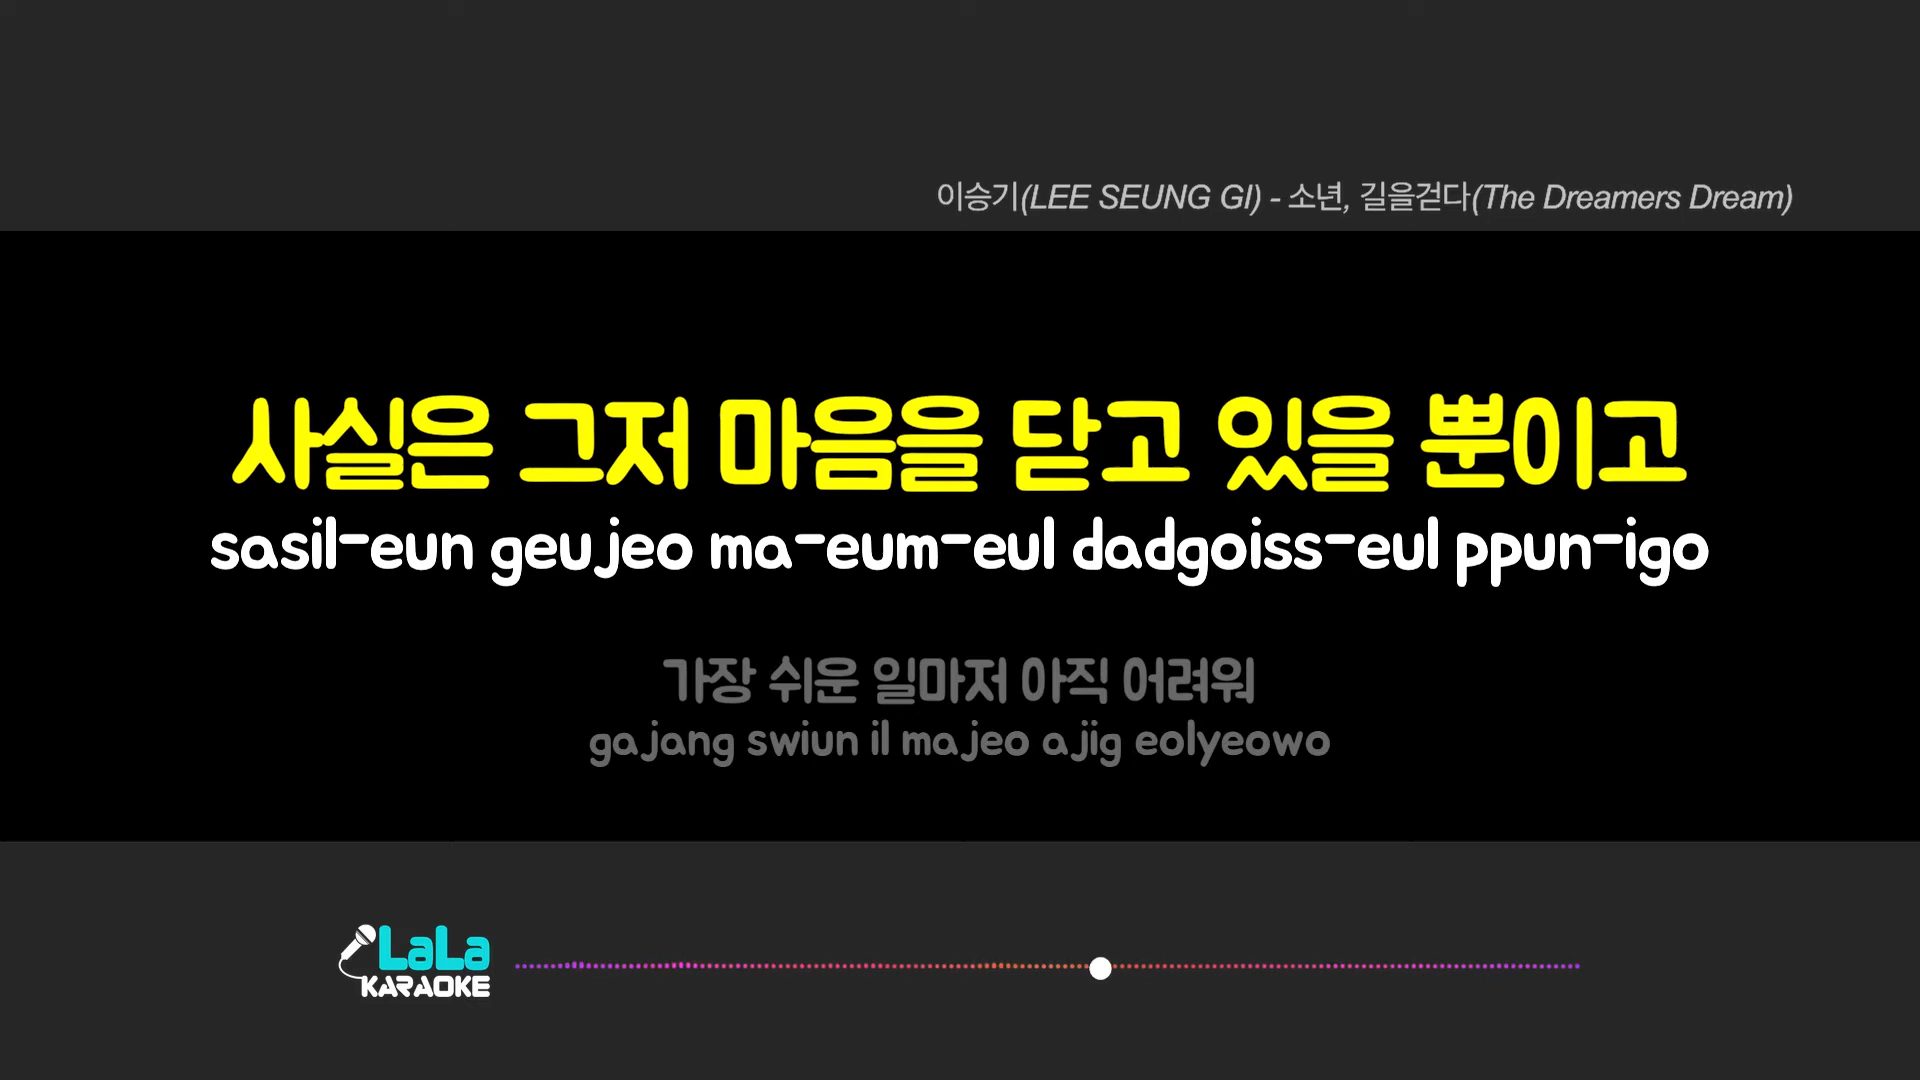 이승기(LEE SEUNG GI) - 소년, 길을걷다(The Dreamers Dream)
사실은 그저 마음을 닫고 있을 뿐이고
sasil-eun geujeo ma-eum-eul dadgoiss-eul ppun-igo
가장 쉬운 일마저 아직 어려워
gajang swiun il majeo ajig eolyeowo
LaLa
KARAOKE